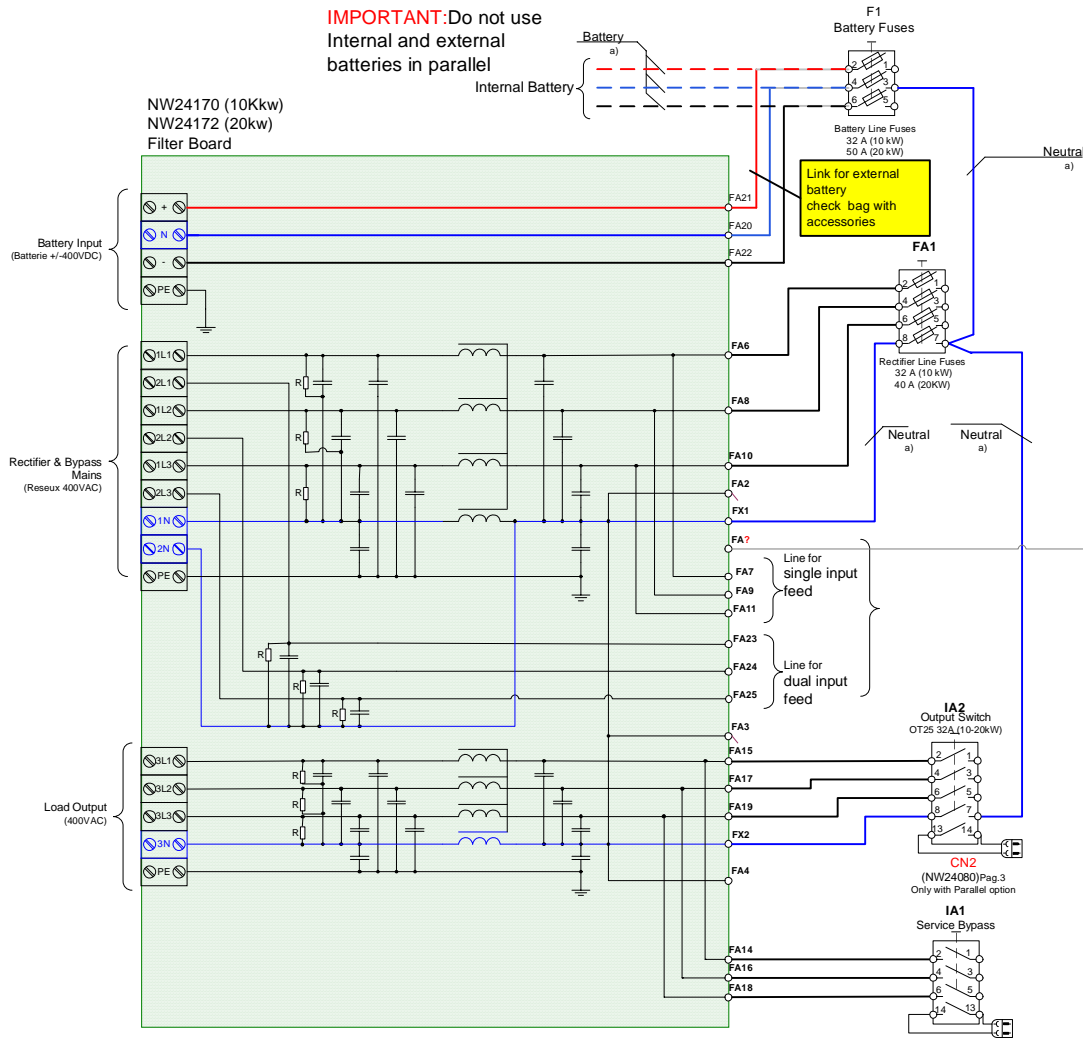 IMPORTANT:Do not use
Internal and external
batteries in parallel
Battery
a)
Internal Battery
F1
Battery Fuses
2
1
4
3
6
5
Battery Line Fuses
32 A (10 kW)
50 A (20 kW)
Neutral
a)
NW24170 (10Kkw)
NW24172 (20kw)
Filter Board
Link for external
battery
check bag with
accessories
Battery Input
(Batterie +/-400VDC)
+
N
-
PE
FA21
FA20
FA22
FA1
2
1
4
3
6
5
8
7
Rectifier Line Fuses
32 A (10 kW)
40 A (20KW)
Neutral
a)
Neutral
a)
Rectifier & Bypass
Mains
(Reseux 400VAC)
1L1
2L1
1L2
2L2
1L3
2L3
1N
2N
PE
R
R
R
FA6
FA8
FA10
FA2
FX1
FA?
FA7
FA9
FA11
Line for
single input
feed
R
R
R
FA23
FA24
FA25
Line for
dual input
feed
FA3
FA15
FA17
FA19
FX2
FA4
Load Output
(400VAC)
3L1
3L2
3L3
3N
PE
R
R
R
IA2
Output Switch
OT25 32A (10-20kW)
2
1
4
3
6
5
8
7
13
14
CN2
(NW24080)Pag.3
Only with Parallel option
IA1
Service Bypass
FA14
FA16
FA18
2
1
4
3
6
5
14
13